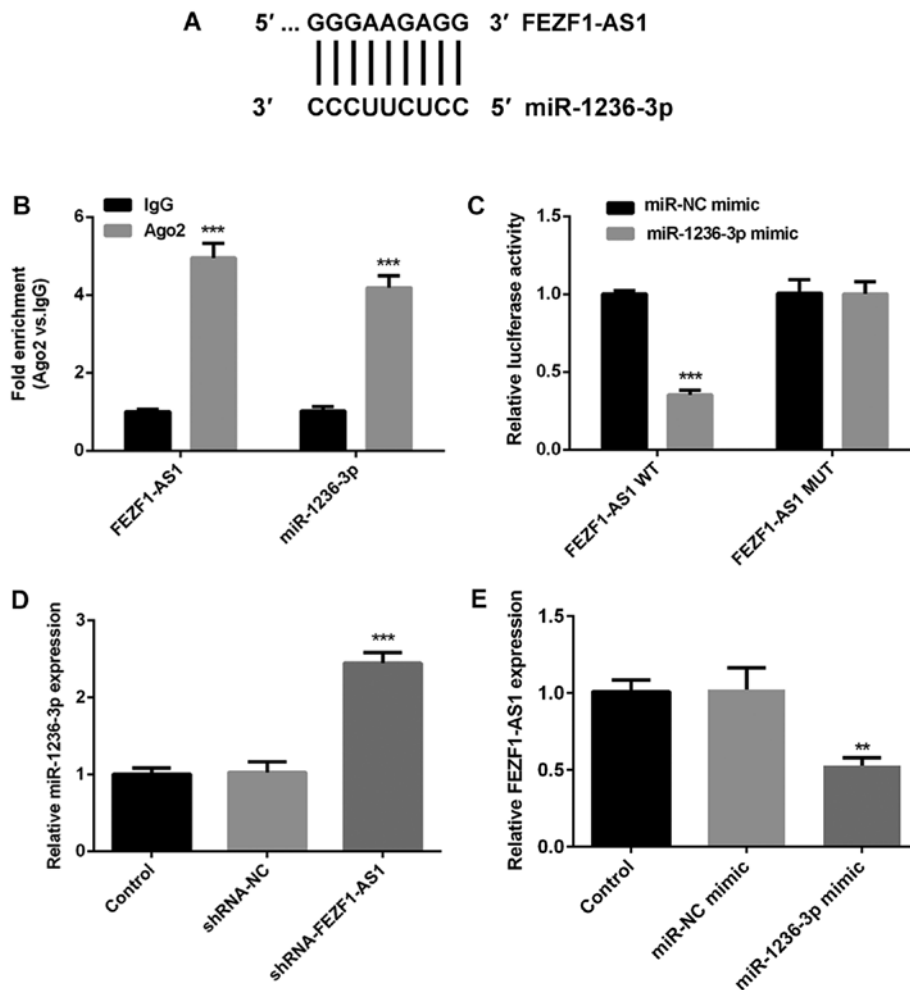 A
5′ ... GGGAAGAGG 3′ FEZF1-AS1
3′ CCCUUCUCC 5′ miR-1236-3p
B
IgG
Ago2
Fold enrichment
(Ago2 vs.IgG)
6
4
2
0
***
***
FEZF1-AS1
miR-1236-3p
C
miR-NC mimic
miR-1236-3p mimic
Relative luciferase activity
1.5
1.0
0.5
0.0
***
FEZF1-AS1 WT
FEZF1-AS1 MUT
D
Relative miR-1236-3p expression
3
2
1
0
***
Control
shRNA-NC
shRNA-FEZF1-AS1
E
Relative FEZF1-AS1 expression
1.5
1.0
0.5
0.0
**
Control
miR-NC mimic
miR-1236-3p mimic